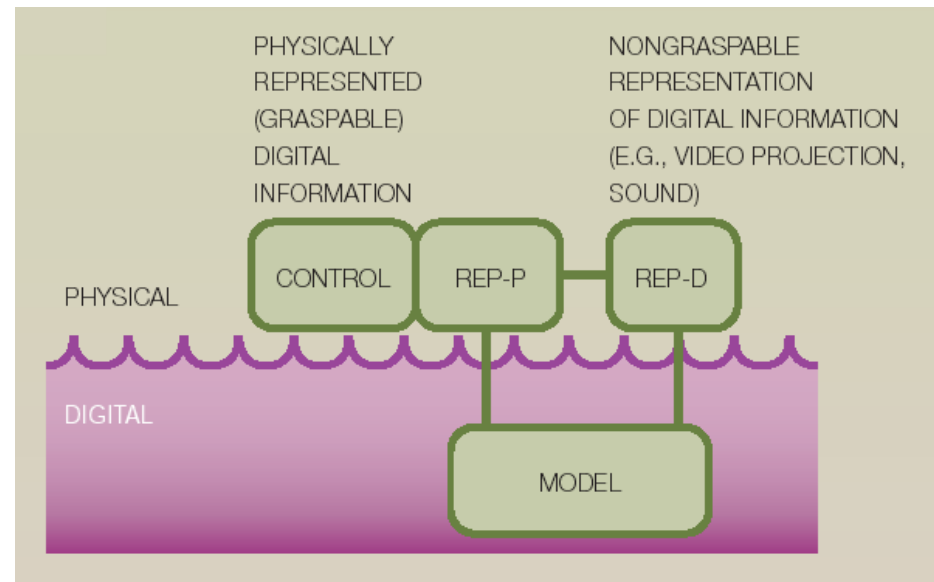 PHYSICALLY
REPRESENTED
(GRASPABLE)
DIGITAL
INFORMATION
NONGRASPABLE
REPRESENTATION
OF DIGITAL INFORMATION
(E.G., VIDEO PROJECTION,
SOUND)
CONTROL
REP-P
REP-D
PHYSICAL
DIGITAL
MODEL